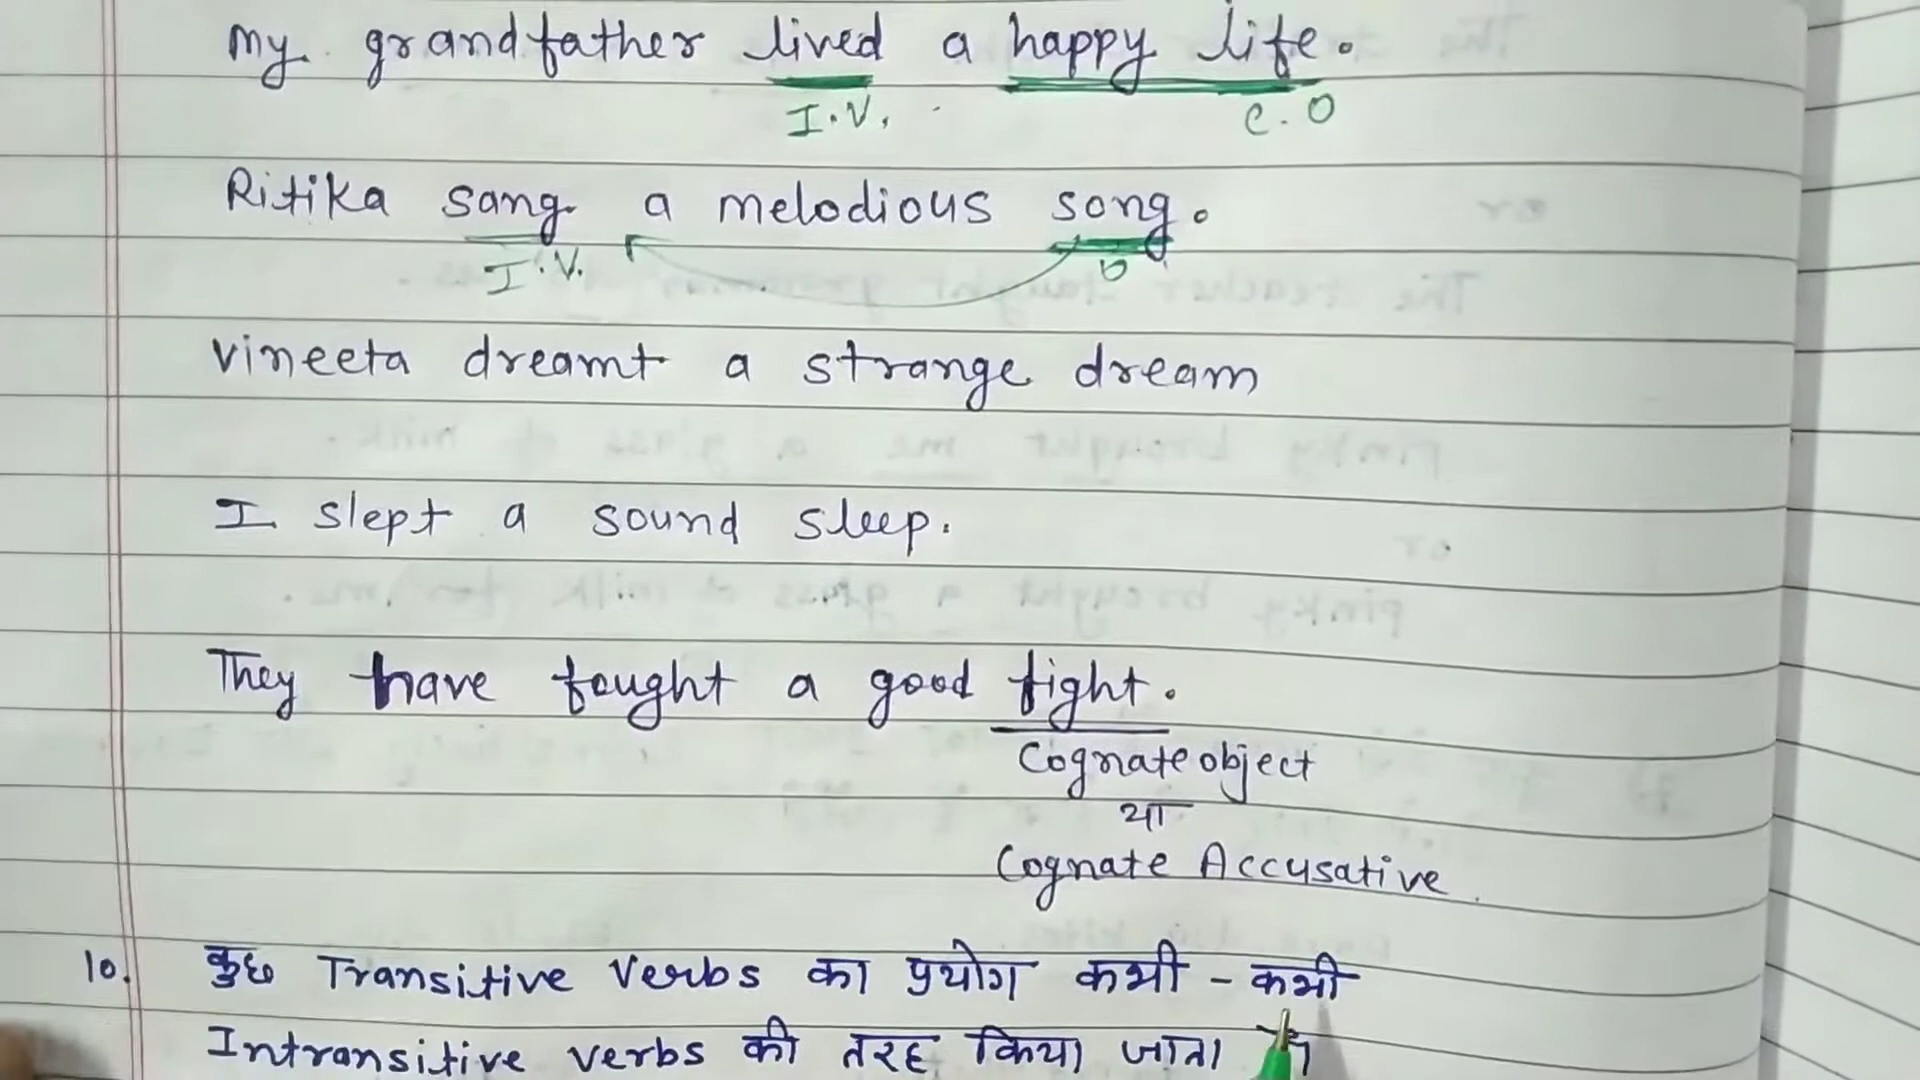 My grandfather lived a happy life.
I.V. C.O
Ritika sang a melodious song.
I.V. O
Vineeta dreamt a strange dream
I slept a sound sleep.
They have fought a good fight.
Cognate object
या
Cognate Accusative
10. कुछ Transitive Verbs का प्रयोग कभी - कभी
Intransitive verbs की तरह किया जाता